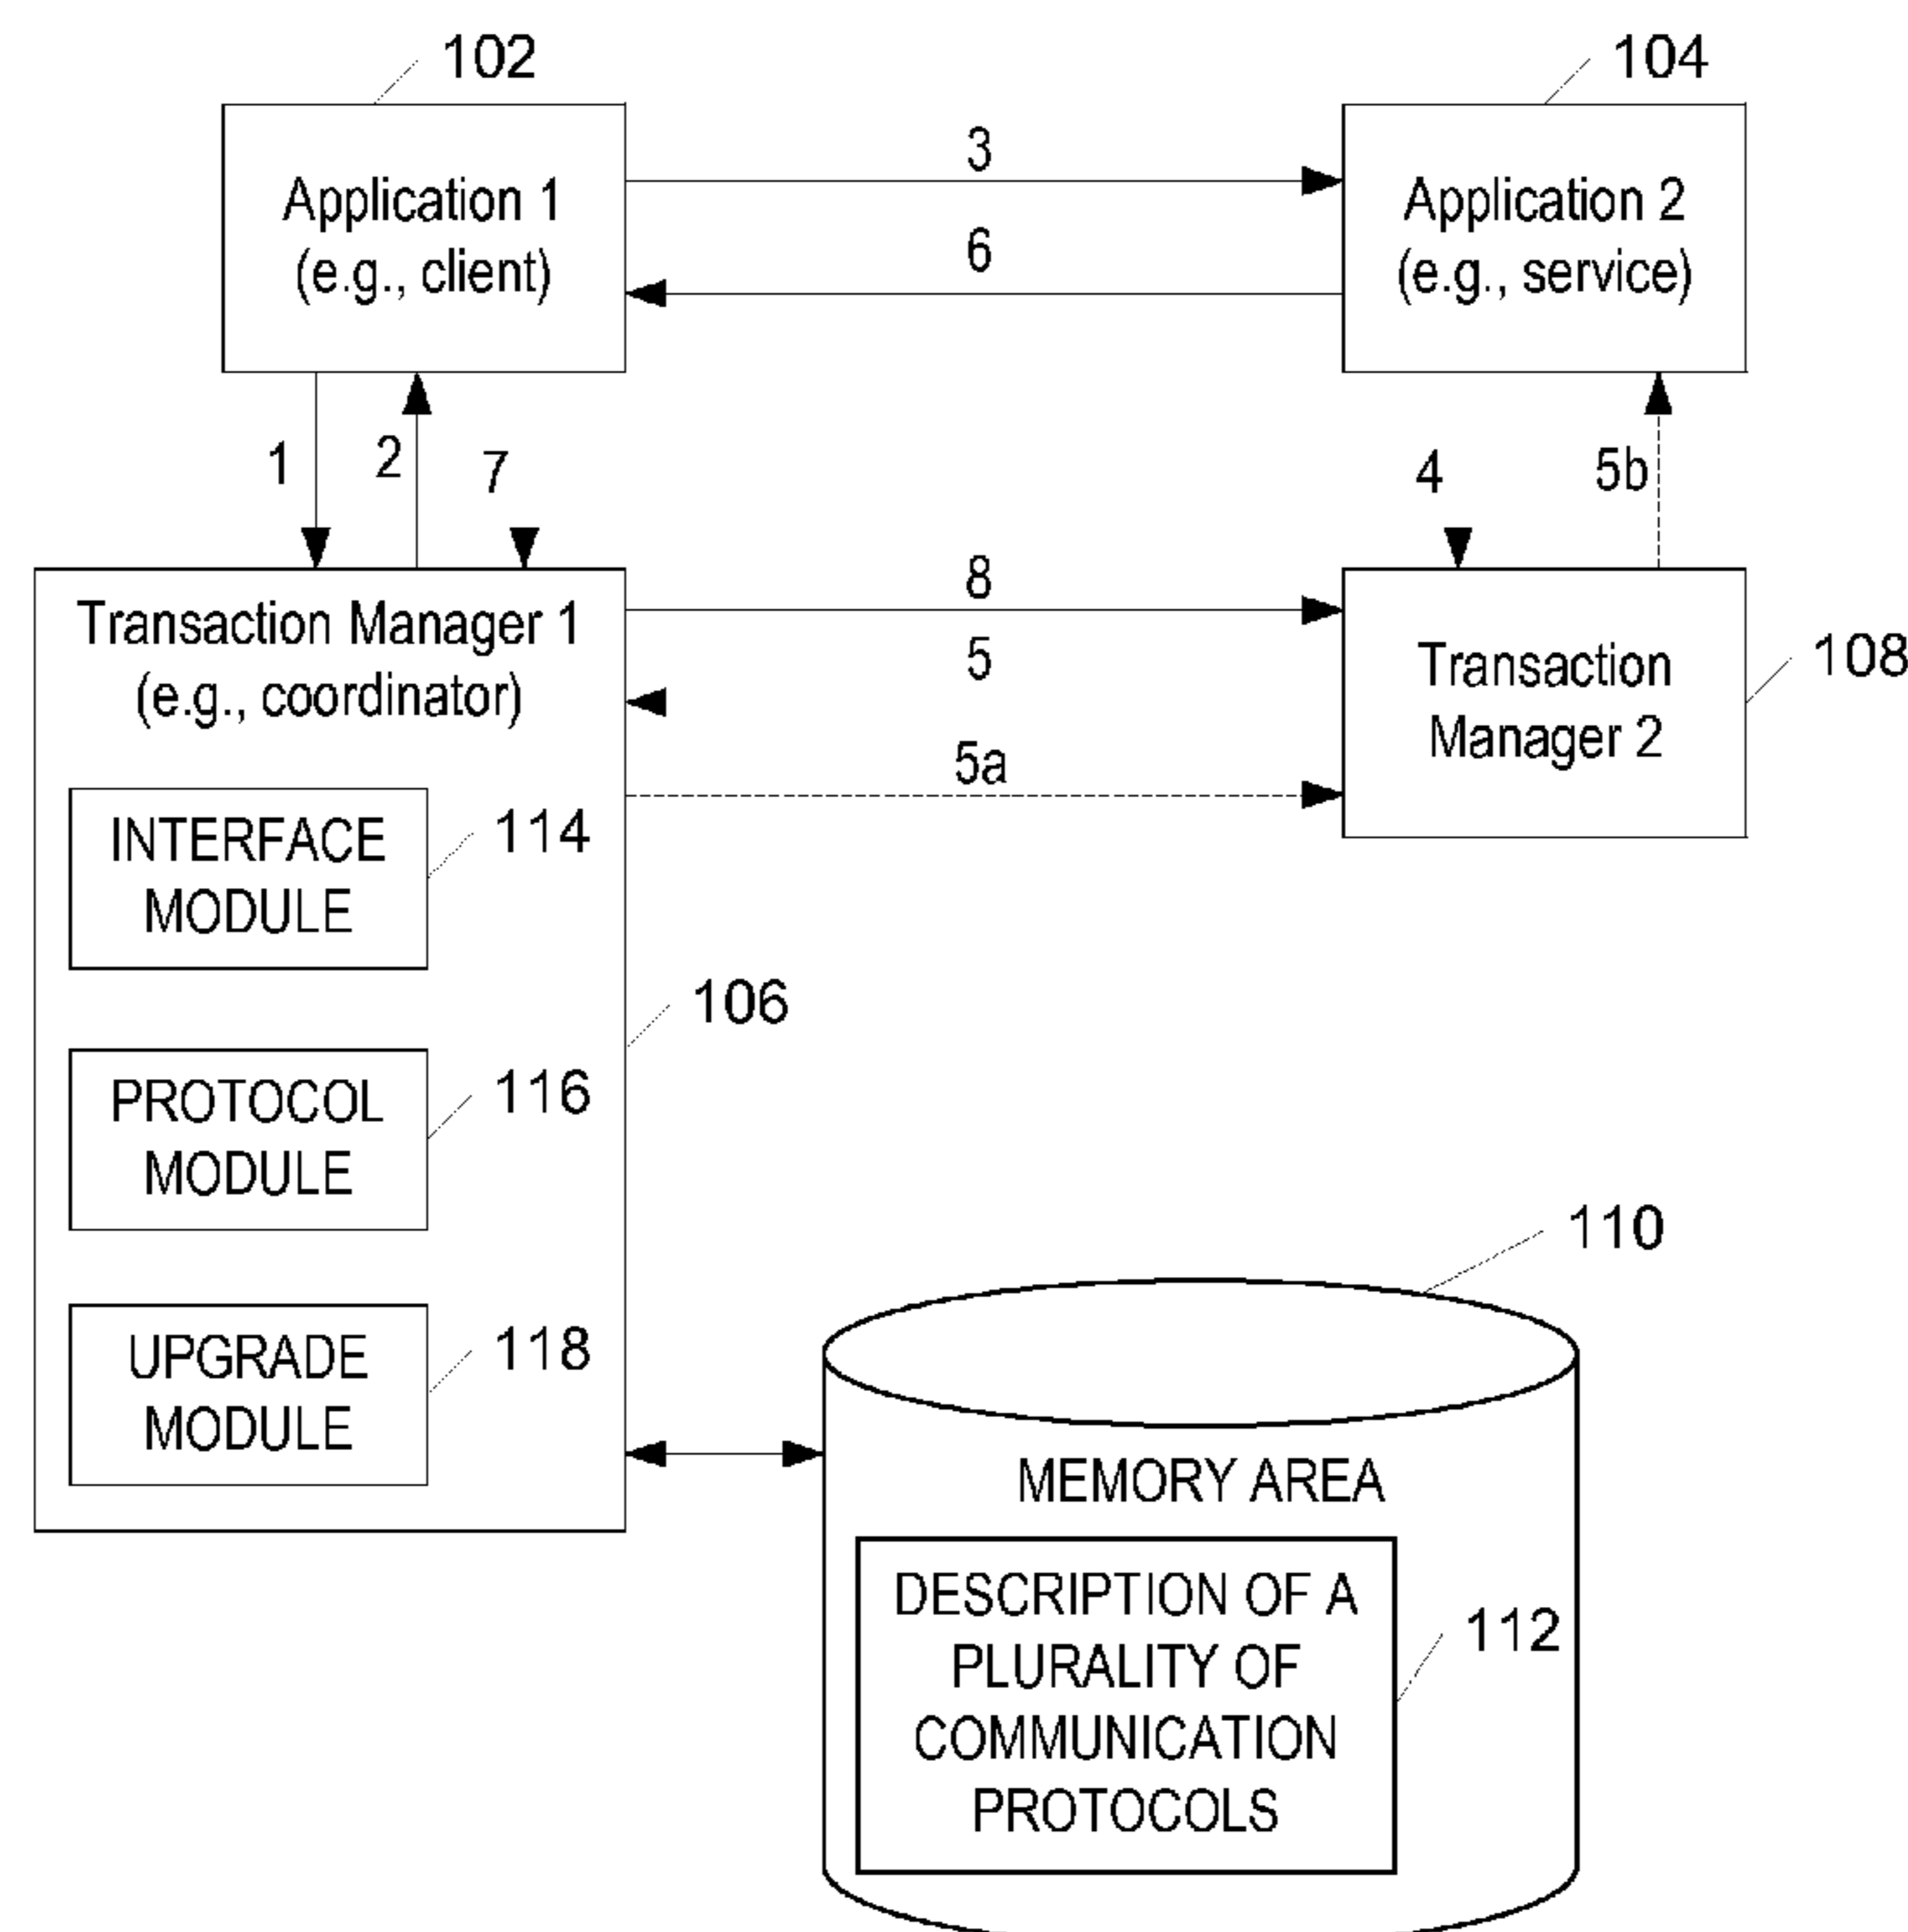 102
104
Application 1
(e.g., client)
3
6
Application 2
(e.g., service)
1
2
7
4
5b
Transaction Manager 1
(e.g., coordinator)
8
5
5a
Transaction
Manager 2
108
INTERFACE
MODULE
114
106
PROTOCOL
MODULE
116
UPGRADE
MODULE
118
110
MEMORY AREA
DESCRIPTION OF A
PLURALITY OF
COMMUNICATION
PROTOCOLS
112